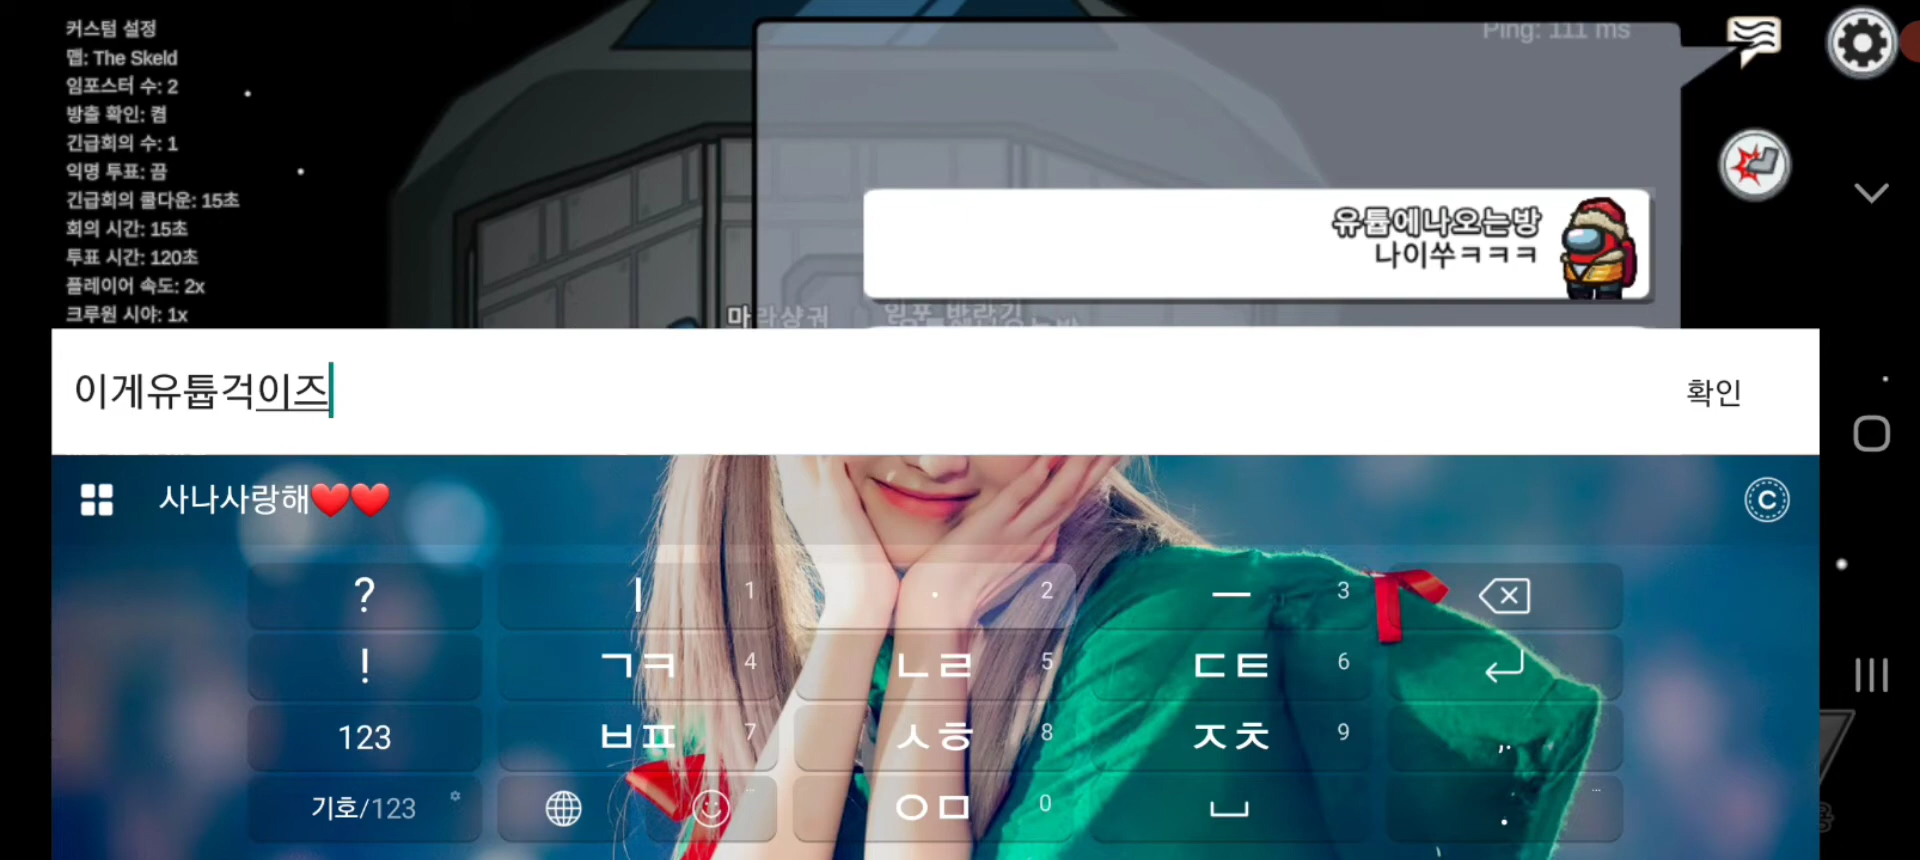 커스텀 설정
맵: The Skeld
임포스터 수: 2
방출 확인: 켬
긴급회의 수: 1
익명 투표: 끔
긴급회의 쿨다운: 15초
회의 시간: 15초
투표 시간: 120초
플레이어 속도: 2x
크루원 시야: 1x
Ping: 111 ms
유튭에나오는방
나이쑤ㅋㅋㅋ
마라샹궈
이게유튭걱이즈
확인
사나사랑해❤️❤️
C
? ㅣ 1 · 2 ㅡ 3
! ㄱㅋ 4 ㄴㄹ 5 ㄷㅌ 6
123 ㅂㅍ 7 ㅅㅎ 8 ㅈㅊ 9 ,.
기호/123 ㅇㅁ 0 .